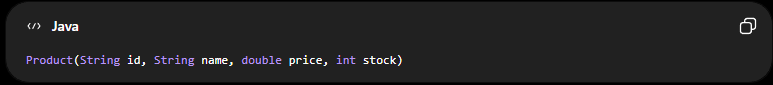 Java
Product(String id, String name, double price, int stock)